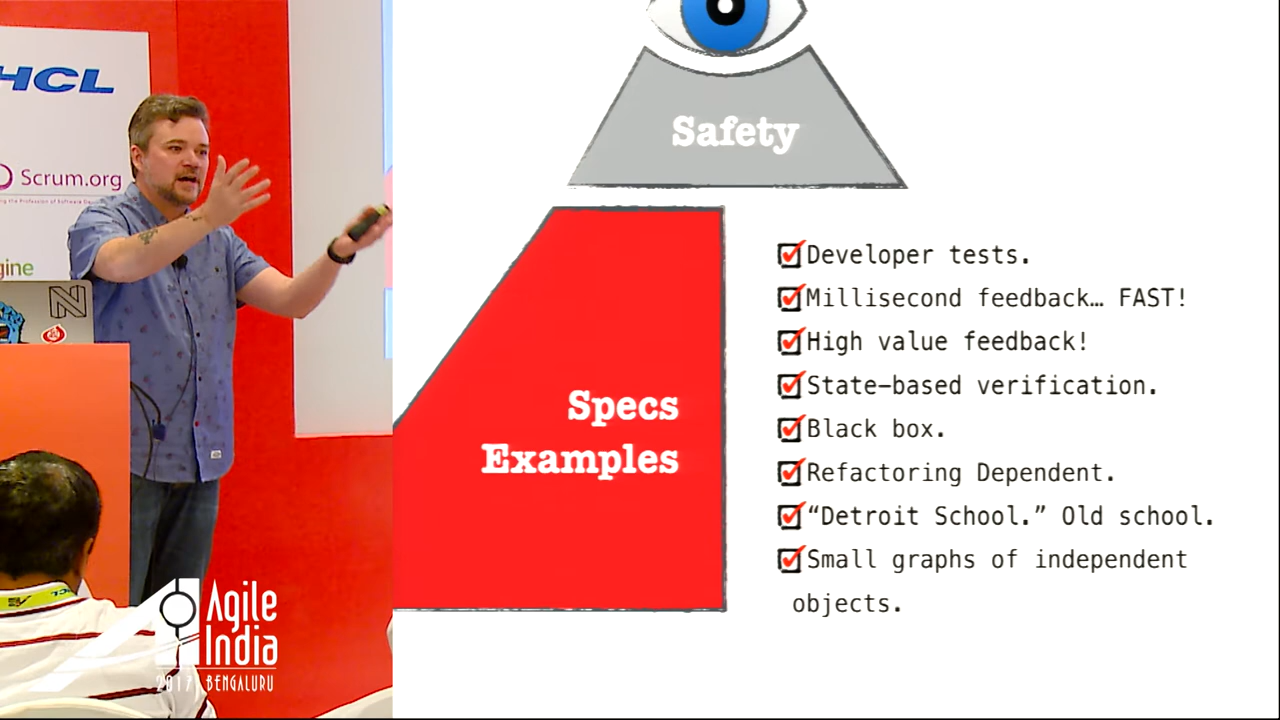 HCL
Scrum.org
gine
N
Agile
India
2017 BENGALURU
Safety
Specs
Examples
Developer tests.
Millisecond feedback… FAST!
High value feedback!
State-based verification.
Black box.
Refactoring Dependent.
“Detroit School.” Old school.
Small graphs of independent
objects.